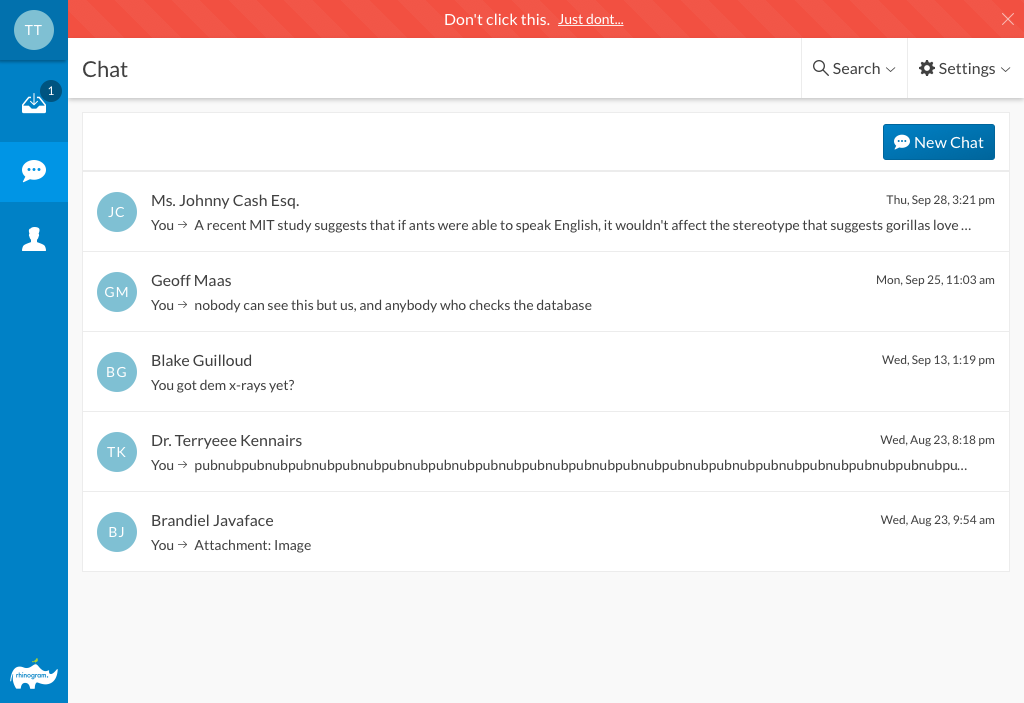 TT
Don't click this. Just dont...
Chat
Search
Settings
1
New Chat
JC
Ms. Johnny Cash Esq.
Thu, Sep 28, 3:21 pm
You → A recent MIT study suggests that if ants were able to speak English, it wouldn't affect the stereotype that suggests gorillas love ...
GM
Geoff Maas
Mon, Sep 25, 11:03 am
You → nobody can see this but us, and anybody who checks the database
BG
Blake Guilloud
Wed, Sep 13, 1:19 pm
You got dem x-rays yet?
TK
Dr. Terryeee Kennairs
Wed, Aug 23, 8:18 pm
You → pubnubpubnubpubnubpubnubpubnubpubnubpubnubpubnubpubnubpubnubpubnubpubnubpubnubpubnubpubnubpubnubpu...
BJ
Brandiel Javaface
Wed, Aug 23, 9:54 am
You → Attachment: Image
rhinogram